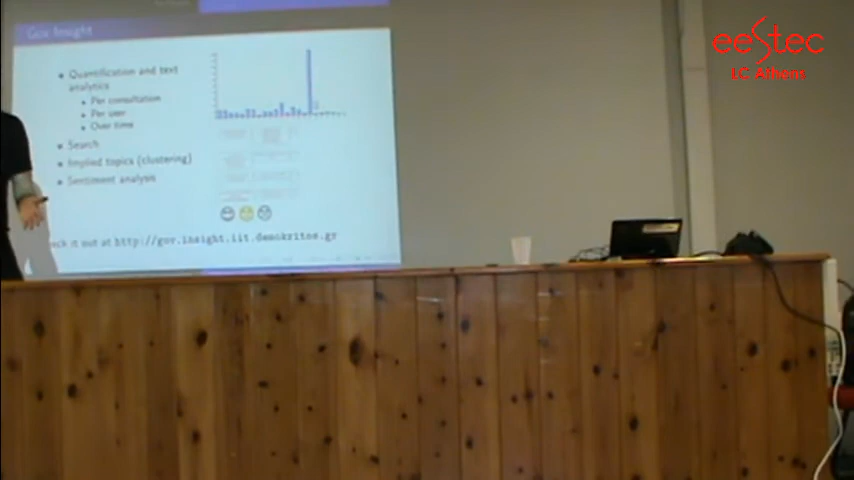 Gov Insight
Quantification and text
analytics
Per consultation
Per user
Over time
Search
Implied topics (clustering)
Sentiment analysis
eck it out at http://gov.insight.iit.demokritos.gr
eeStec
LC Athens